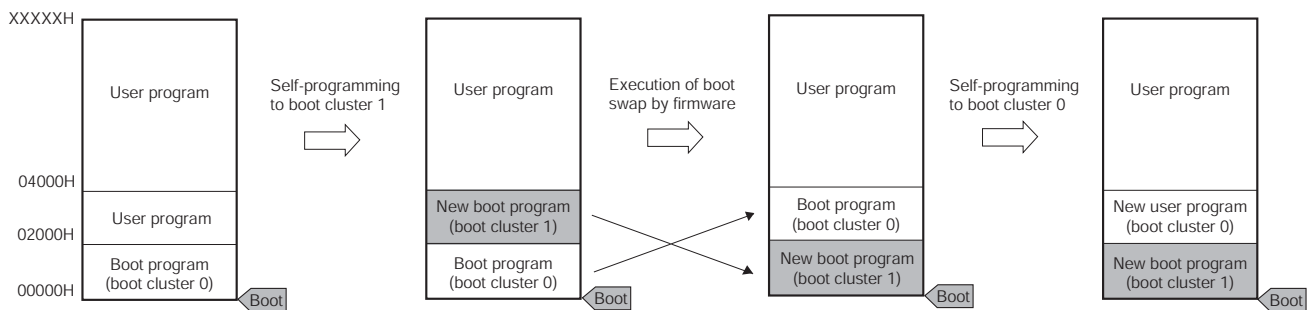 XXXXXH
User program
04000H
User program
02000H
Boot program
(boot cluster 0)
00000H
Boot
Self-programming
to boot cluster 1
User program
New boot program
(boot cluster 1)
Boot program
(boot cluster 0)
Boot
Execution of boot
swap by firmware
User program
Boot program
(boot cluster 0)
New boot program
(boot cluster 1)
Boot
Self-programming
to boot cluster 0
User program
New user program
(boot cluster 0)
New boot program
(boot cluster 1)
Boot